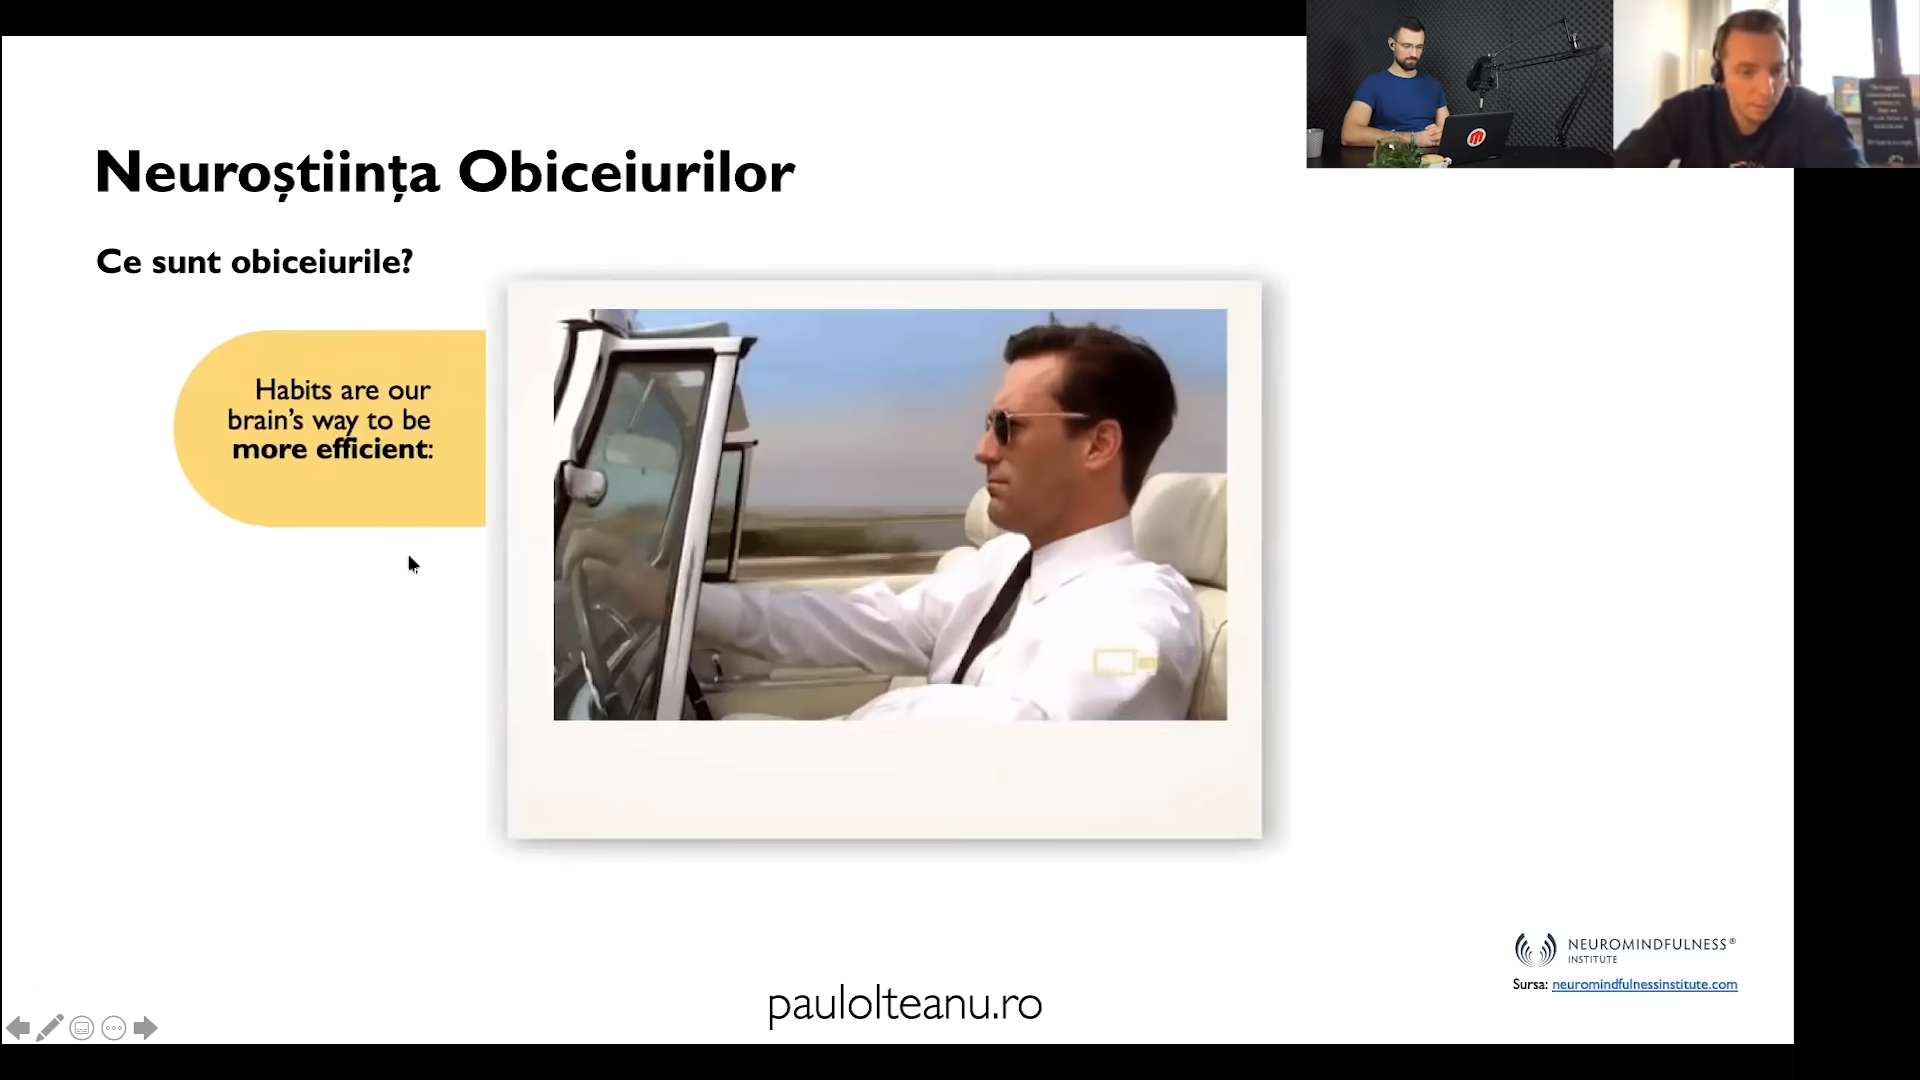 Neuroștiința Obiceiurilor
Ce sunt obiceiurile?
Habits are our
brain’s way to be
more efficient:
NEUROMINDFULNESS®
INSTITUTE
Sursa: neuromindfulnessinstitute.com
paulolteanu.ro